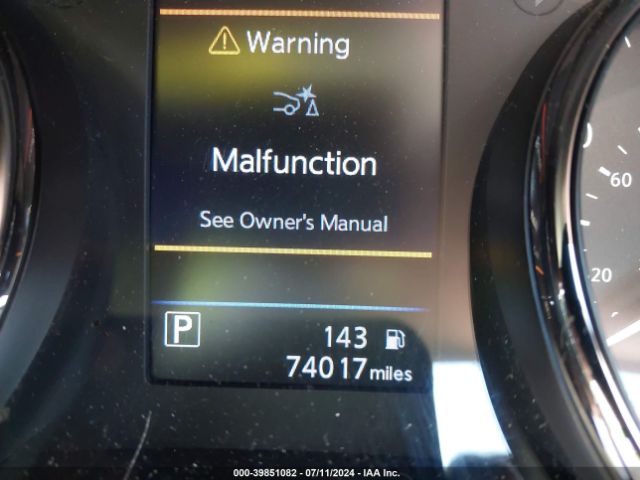 Warning
Malfunction
See Owner's Manual
P
143
74017 miles
60
20
000-39851082 - 07/11/2024 - IAA Inc.